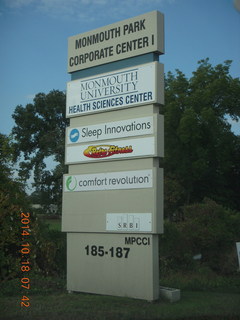 MONMOUTH PARK
CORPORATE CENTER I
MONMOUTH
UNIVERSITY
HEALTH SCIENCES CENTER
Sleep Innovations
comfort revolution
SRBI
MPCCI
185-187
2014.10.18 07:42